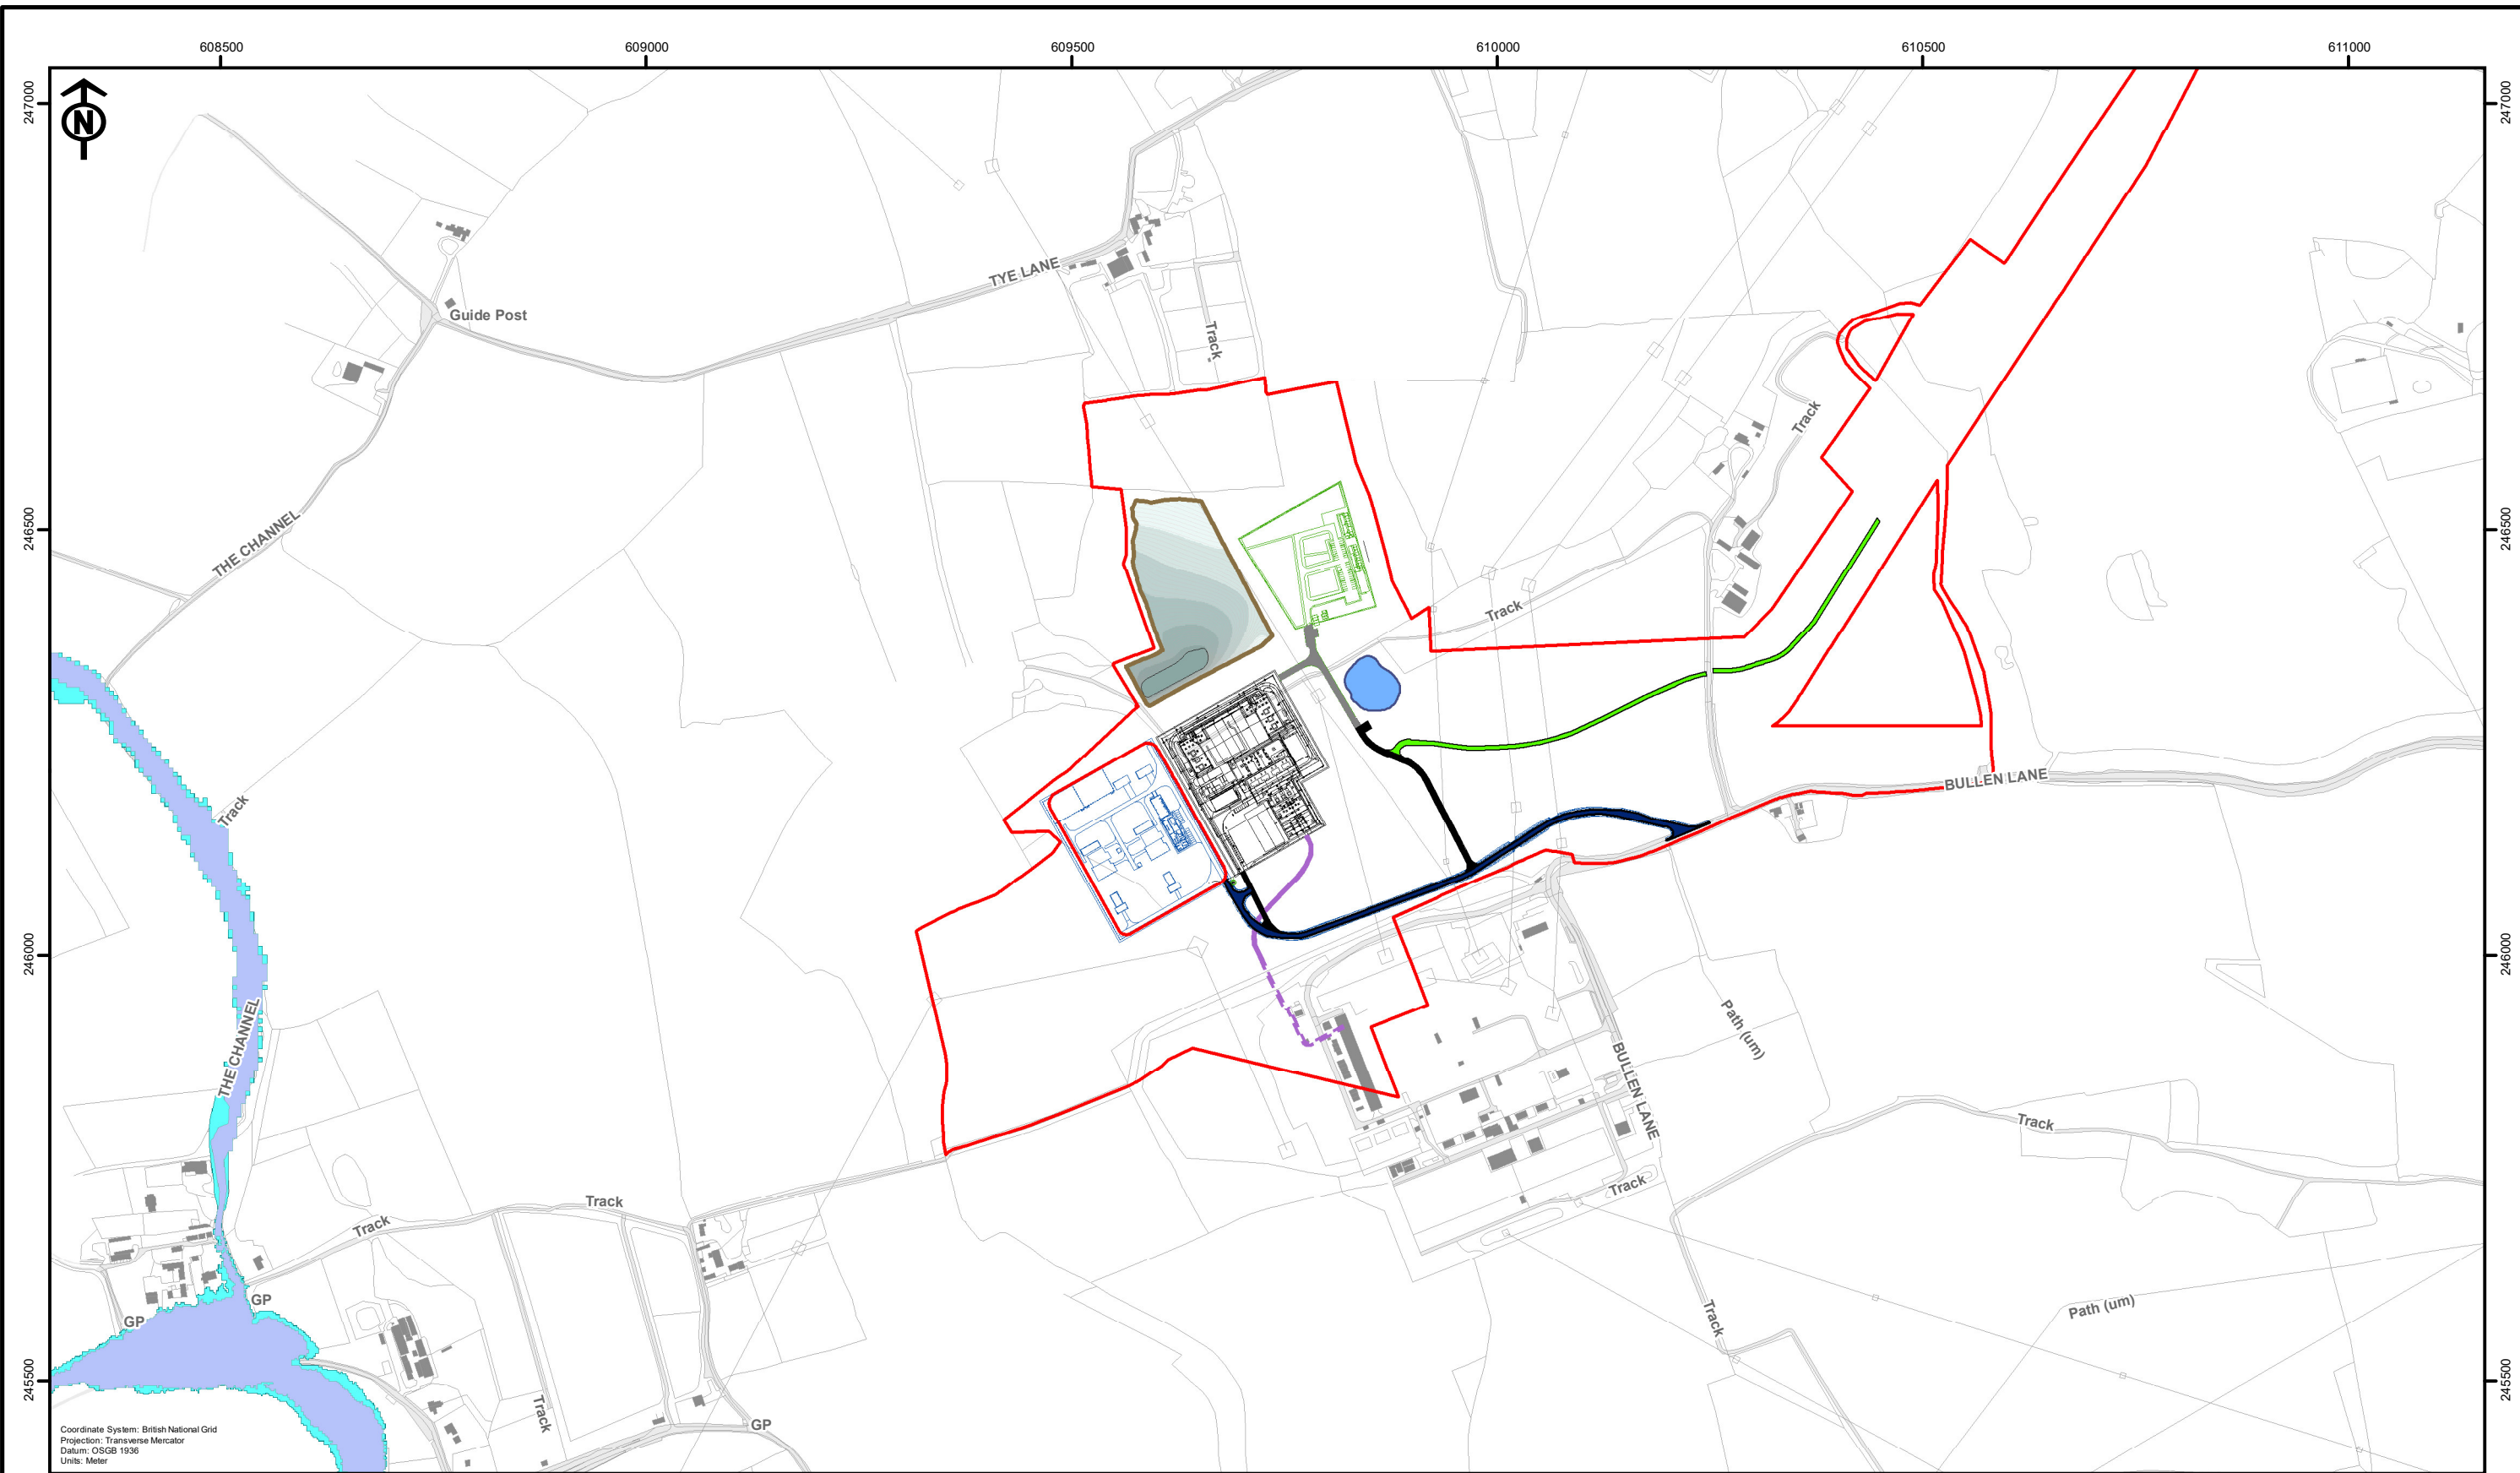 608500
609000
609500
610000
610500
611000
247000
247000
N
TYE LANE
Guide Post
Track
Track
246500
246500
THE CHANNEL
Track
BULLEN LANE
Track
246000
246000
THE CHANNEL
Path (um)
BULLEN LANE
Track
Track
Track
Track
GP
GP
Track
Path (um)
245500
245500
Track
GP
Coordinate System: British National Grid
Projection: Transverse Mercator
Datum: OSGB 1936
Units: Meter